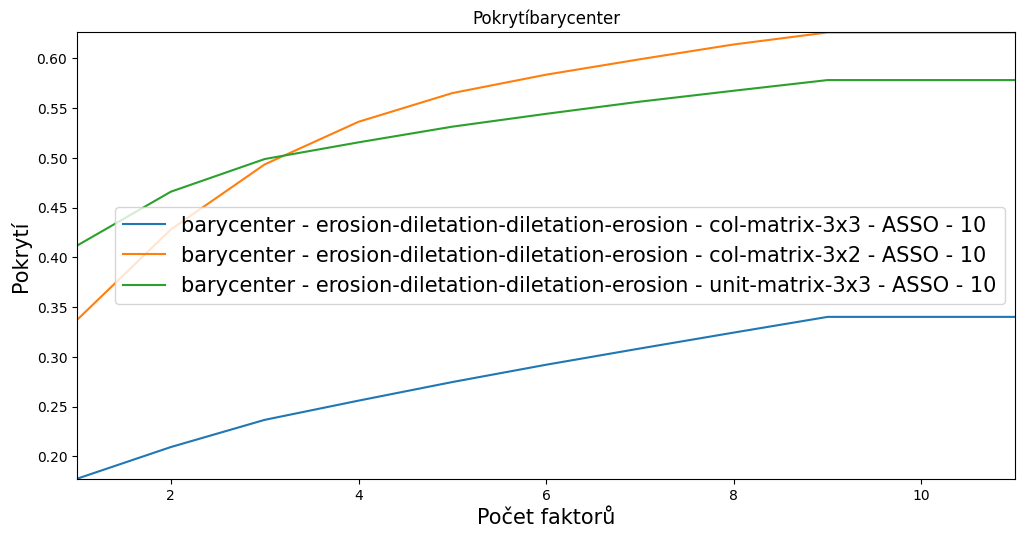 Pokrytíbarycenter
Pokrytí
0.60
0.55
0.50
0.45
0.40
0.35
0.30
0.25
0.20
barycenter - erosion-diletation-diletation-erosion - col-matrix-3x3 - ASSO - 10
barycenter - erosion-diletation-diletation-erosion - col-matrix-3x2 - ASSO - 10
barycenter - erosion-diletation-diletation-erosion - unit-matrix-3x3 - ASSO - 10
2 4 6 8 10
Počet faktorů